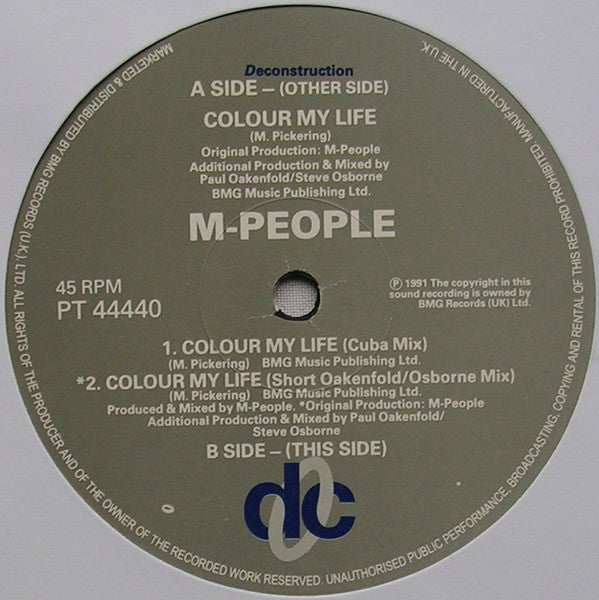 Deconstruction
A SIDE – (OTHER SIDE)
COLOUR MY LIFE
(M. Pickering)
Original Production: M-People
Additional Production & Mixed by
Paul Oakenfold/Steve Osborne
BMG Music Publishing Ltd.
M-PEOPLE
45 RPM
PT 44440
Ⓟ 1991 The copyright in this
sound recording is owned by
BMG Records (UK) Ltd.
1. COLOUR MY LIFE (Cuba Mix)
(M. Pickering) BMG Music Publishing Ltd.
*2. COLOUR MY LIFE (Short Oakenfold/Osborne Mix)
(M. Pickering) BMG Music Publishing Ltd.
Produced & Mixed by M-People. *Original Production: M-People
Additional Production & Mixed by Paul Oakenfold/
Steve Osborne
B SIDE – (THIS SIDE)
dc
MARKETED & DISTRIBUTED BY BMG RECORDS (U.K.). LTD. ALL RIGHTS OF THE PRODUCER AND OF THE OWNER OF THE RECORDED WORK RESERVED. UNAUTHORISED PUBLIC PERFORMANCE. BROADCASTING. COPYING AND RENTAL OF THIS RECORD PROHIBITED. MANUFACTURED IN THE U.K.